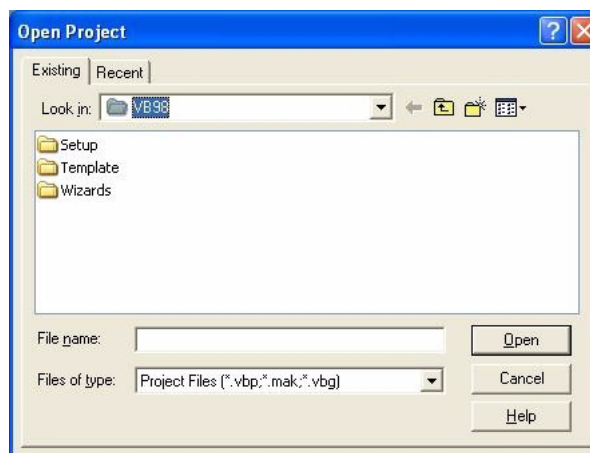 Open Project
Existing Recent
Look in: VB98
Setup
Template
Wizards
File name: Open
Files of type: Project Files (*.vbp;*.mak;*.vbg) Cancel
Help